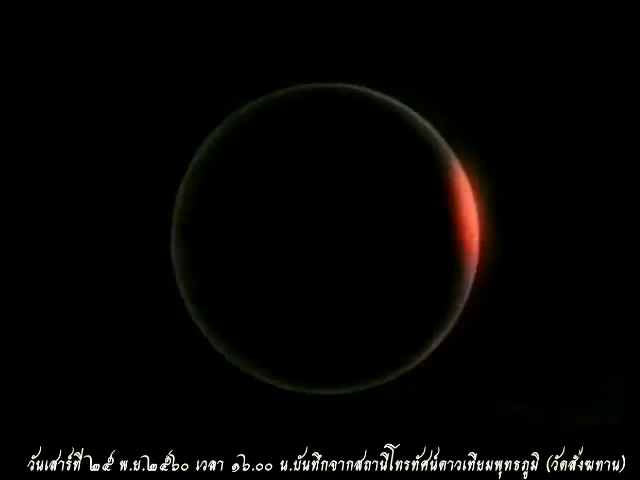 วันเสาร์ที่ ๒๕ พ.ย.๒๕๖๐ เวลา ๑๖.๐๐ น.บันทึกจากสถานีโทรทัศน์ดาวเทียมพุทธภูมิ (วัดสังฆทาน)